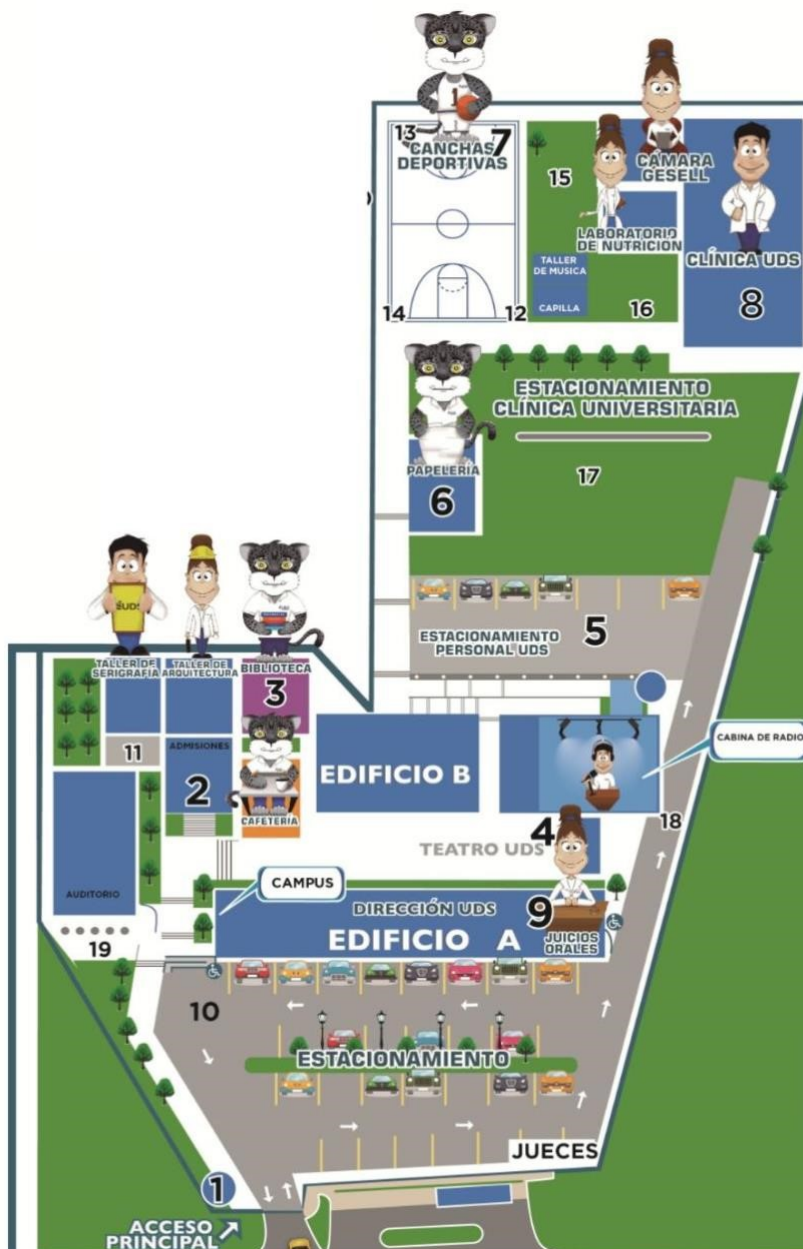 13
7
CANCHAS
DEPORTIVAS
14
12
15
TALLER
DE MUSICA
CAPILLA
16
CAMARA
GESELL
LABORATORIO
DE NUTRICION
CLÍNICA UDS
8
ESTACIONAMIENTO
CLÍNICA UNIVERSITARIA
17
PAPELERÍA
6
5
ESTACIONAMIENTO
PERSONAL UDS
UDS
TALLER DE
SERIGRAFIA
TALLER DE
ARQUITECTURA
BIBLIOTECA
3
11
ADMISIONES
2
CAFETERÍA
EDIFICIO B
CABINA DE RADIO
18
4
TEATRO UDS
AUDITORIO
19
CAMPUS
DIRECCIÓN UDS
EDIFICIO A
9
JUICIOS
ORALES
10
ESTACIONAMIENTO
JUECES
1
ACCESO
PRINCIPAL